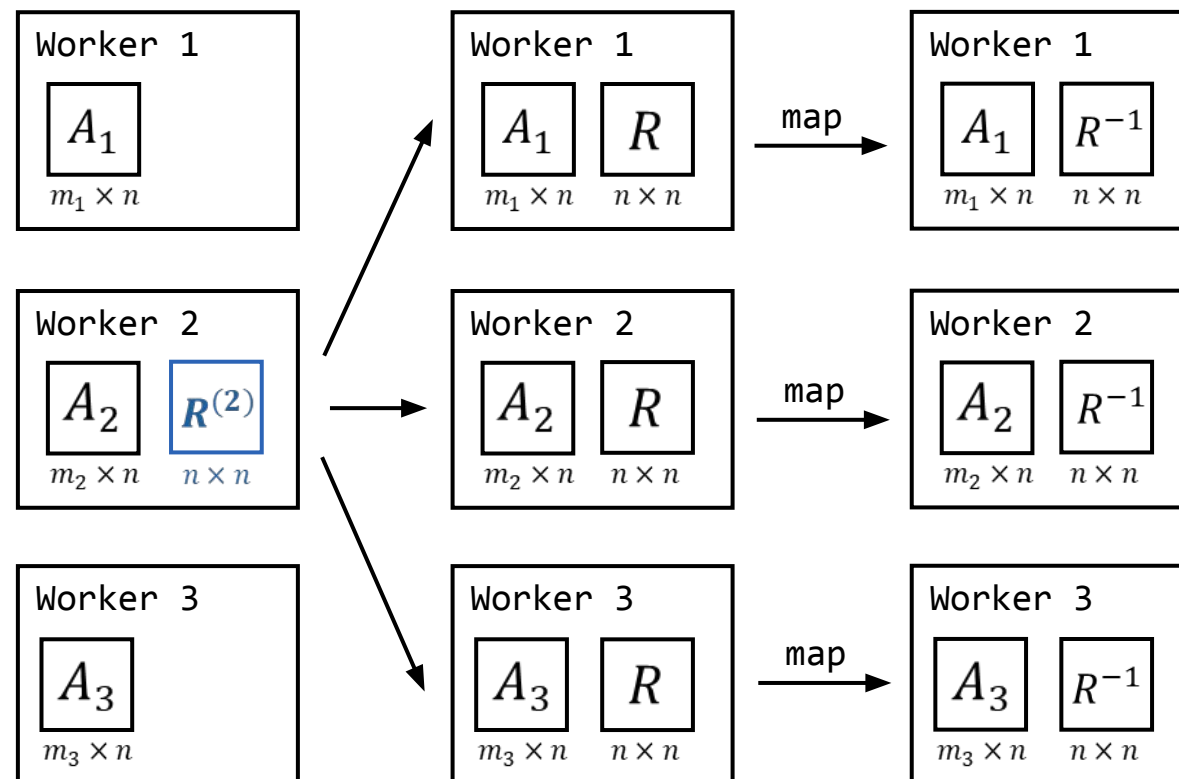 Worker 1
A₁
m₁ × n
Worker 1
A₁ R
m₁ × n n × n
map
Worker 1
A₁ R⁻¹
m₁ × n n × n
Worker 2
A₂ R⁽²⁾
m₂ × n n × n
Worker 2
A₂ R
m₂ × n n × n
map
Worker 2
A₂ R⁻¹
m₂ × n n × n
Worker 3
A₃
m₃ × n
Worker 3
A₃ R
m₃ × n n × n
map
Worker 3
A₃ R⁻¹
m₃ × n n × n